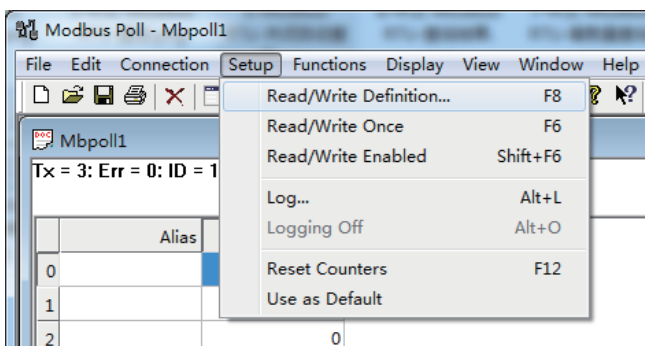 Modbus Poll - Mbpoll1
File Edit Connection Setup Functions Display View Window Help
Read/Write Definition... F8
Read/Write Once F6
Mbpoll1
Read/Write Enabled Shift+F6
Tx = 3: Err = 0: ID = 1
Log... Alt+L
Alias
Logging Off Alt+O
0
Reset Counters F12
1
Use as Default
2 0